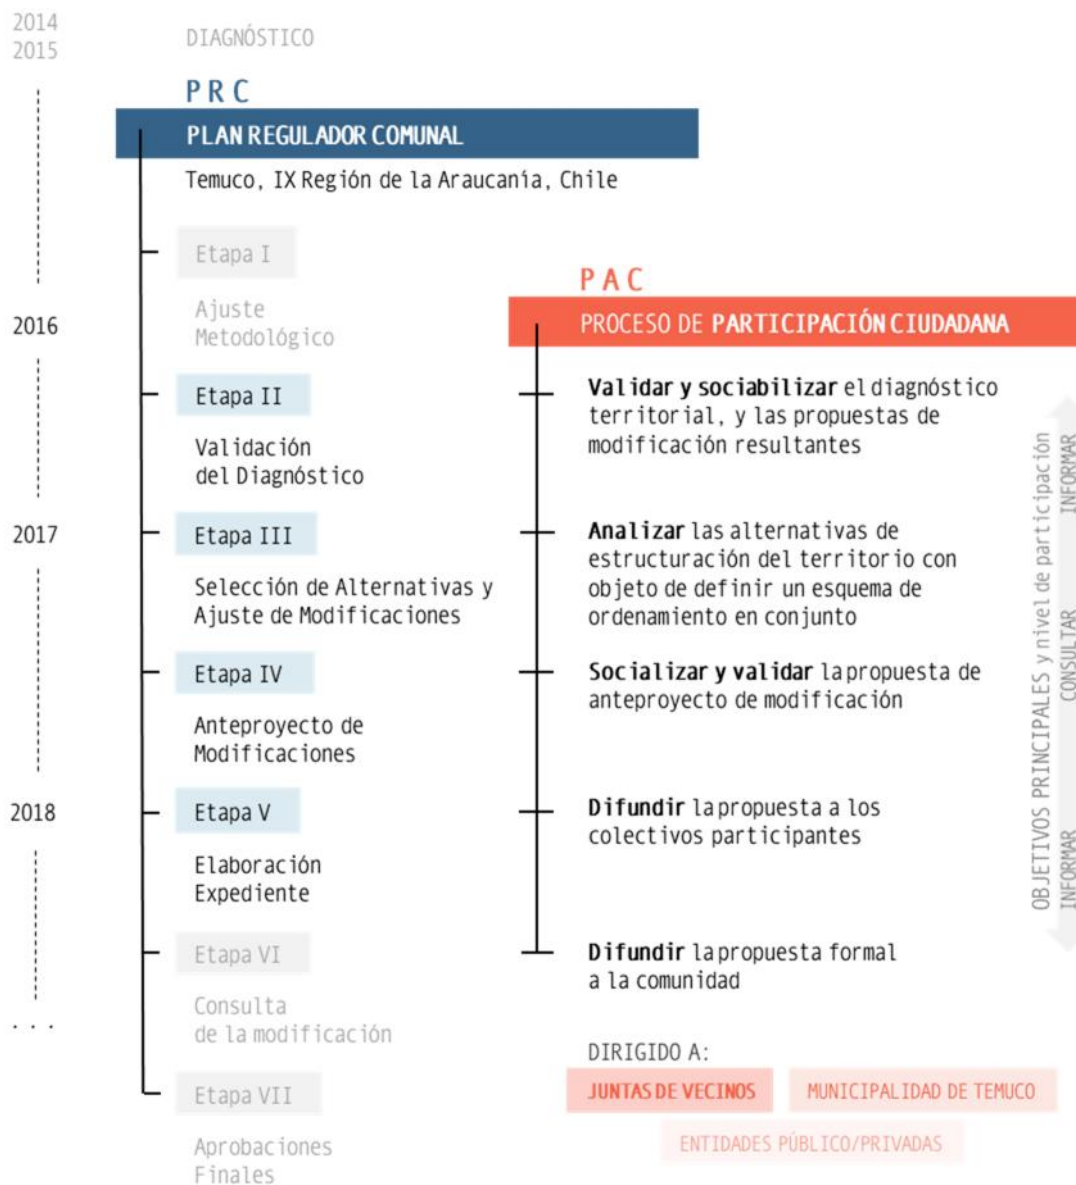 2014
2015
DIAGNÓSTICO
PRC
PLAN REGULADOR COMUNAL
Temuco, IX Región de la Araucanía, Chile
Etapa I
Ajuste
Metodológico
2016
PAC
PROCESO DE PARTICIPACIÓN CIUDADANA
Etapa II
Validación
del Diagnóstico
Validar y sociabilizar el diagnóstico
territorial, y las propuestas de
modificación resultantes
2017
Etapa III
Selección de Alternativas y
Ajuste de Modificaciones
Analizar las alternativas de
estructuración del territorio con
objeto de definir un esquema de
ordenamiento en conjunto
Etapa IV
Anteproyecto de
Modificaciones
Socializar y validar la propuesta de
anteproyecto de modificación
2018
Etapa V
Elaboración
Expediente
Difundir la propuesta a los
colectivos participantes
Etapa VI
Consulta
de la modificación
Difundir la propuesta formal
a la comunidad
...
Etapa VII
Aprobaciones
Finales
OBJETIVOS PRINCIPALES y nivel de participación
INFORMAR
CONSULTAR
INFORMAR
DIRIGIDO A:
JUNTAS DE VECINOS
MUNICIPALIDAD DE TEMUCO
ENTIDADES PÚBLICO/PRIVADAS